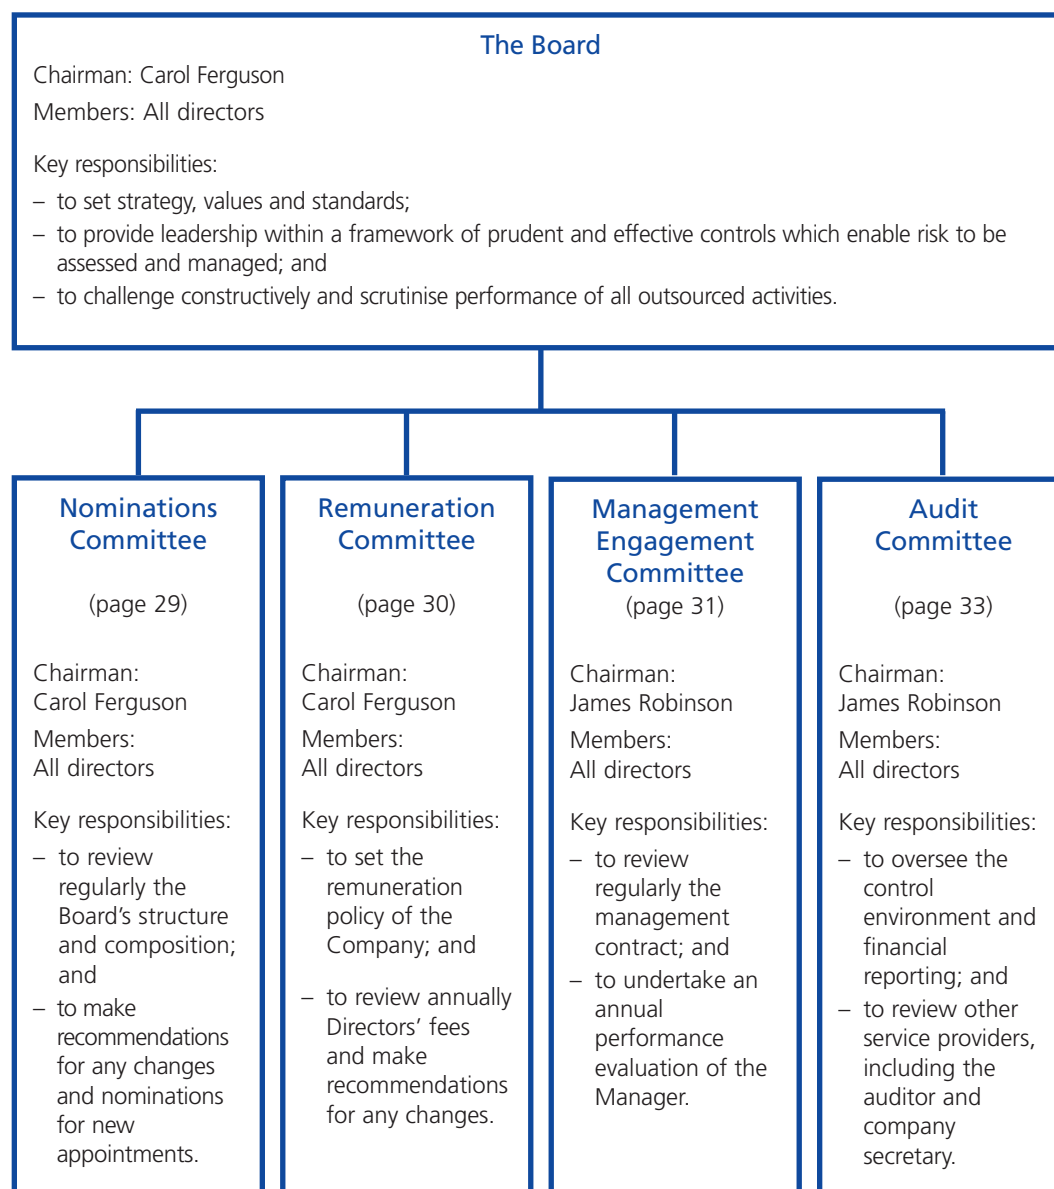 The Board
Chairman: Carol Ferguson
Members: All directors
Key responsibilities:
– to set strategy, values and standards;
– to provide leadership within a framework of prudent and effective controls which enable risk to be
assessed and managed; and
– to challenge constructively and scrutinise performance of all outsourced activities.
Nominations
Committee
(page 29)
Chairman:
Carol Ferguson
Members:
All directors
Key responsibilities:
– to review
regularly the
Board’s structure
and composition;
and
– to make
recommendations
for any changes
and nominations
for new
appointments.
Remuneration
Committee
(page 30)
Chairman:
Carol Ferguson
Members:
All directors
Key responsibilities:
– to set the
remuneration
policy of the
Company; and
– to review annually
Directors’ fees
and make
recommendations
for any changes.
Management
Engagement
Committee
(page 31)
Chairman:
James Robinson
Members:
All directors
Key responsibilities:
– to review
regularly the
management
contract; and
– to undertake an
annual
performance
evaluation of the
Manager.
Audit
Committee
(page 33)
Chairman:
James Robinson
Members:
All directors
Key responsibilities:
– to oversee the
control
environment and
financial
reporting; and
– to review other
service providers,
including the
auditor and
company
secretary.